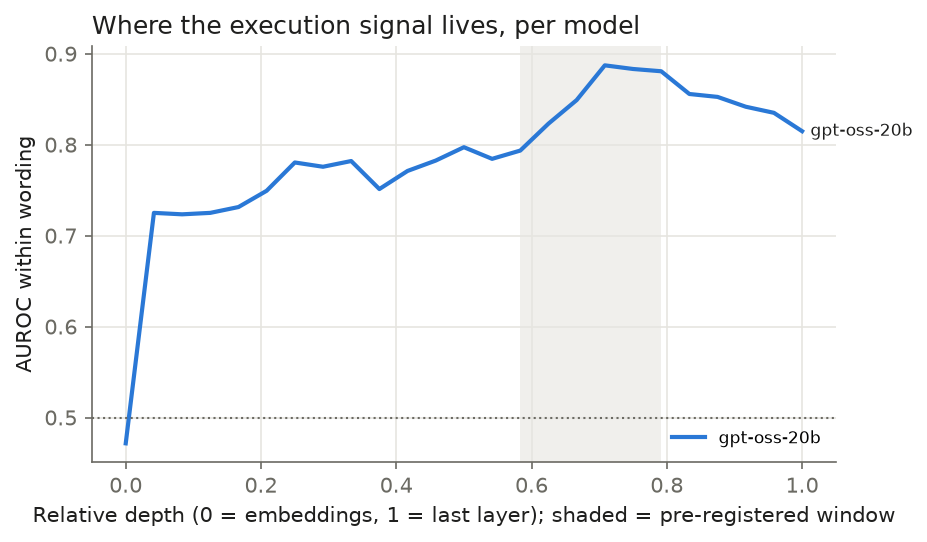 Where the execution signal lives, per model
AUROC within wording
0.9
0.8
0.7
0.6
0.5
gpt-oss-20b
gpt-oss-20b
0.0 0.2 0.4 0.6 0.8 1.0
Relative depth (0 = embeddings, 1 = last layer); shaded = pre-registered window